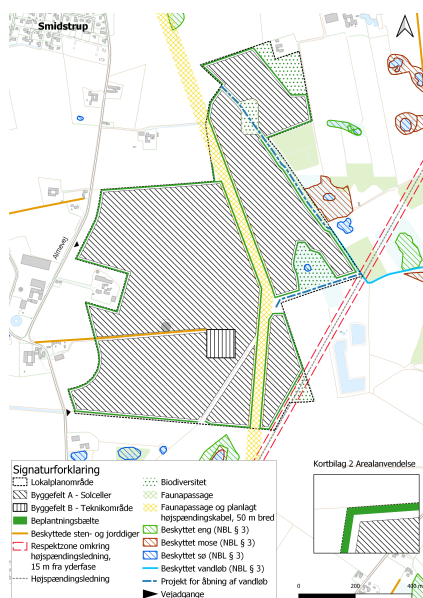 Smidstrup
Almevej
Signaturforklaring
Lokalplanområde
Byggefelt A - Solceller
Byggefelt B - Teknikområde
Beplantningsbælte
Beskyttede sten- og jorddiger
Respektzone omkring
højspændingsledning,
15 m fra yderfase
Højspændingsledning
Biodiversitet
Faunapassage
Faunapassage og planlagt
højspændingskabel, 50 m bred
Beskyttet eng (NBL § 3)
Beskyttet mose (NBL § 3)
Beskyttet sø (NBL § 3)
Beskyttet vandløb (NBL § 3)
Projekt for åbning af vandløb
Vejadgange
Kortbilag 2 Arealanvendelse
0 200 400 m